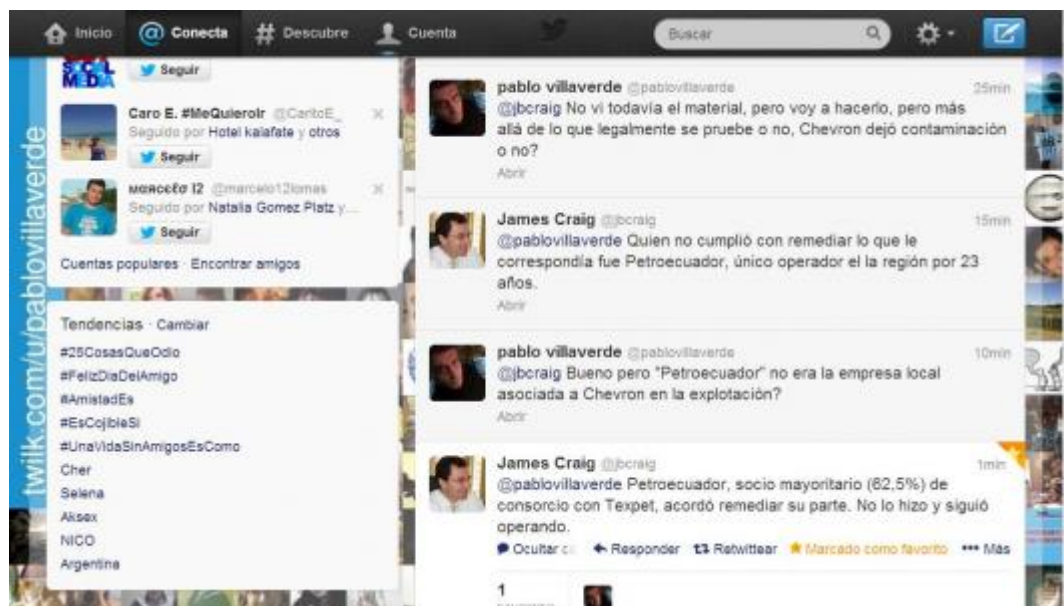 Inicio @ Conecta # Descubre Cuenta Buscar
SOCIAL
MEDIA
Seguir
Caro E. #MeQuieroIr @CaritoE_
Seguido por Hotel kalafate y otros
Seguir
мαяcεℓσ 12 @marcelo12lomas
Seguido por Natalia Gomez Platz y...
Seguir
Cuentas populares · Encontrar amigos
Tendencias · Cambiar
#25CosasQueOdio
#FelizDiaDelAmigo
#AmistadEs
#EsCojibleSi
#UnaVidaSinAmigosEsComo
Cher
Selena
Aksex
NICO
Argentina
twilk.com/u/pablovillaverde
pablo villaverde @pablovillaverde 25min
@jbcraig No vi todavía el material, pero voy a hacerlo, pero más
allá de lo que legalmente se pruebe o no, Chevron dejó contaminación
o no?
Abrir
James Craig @jbcraig 15min
@pablovillaverde Quien no cumplió con remediar lo que le
correspondía fue Petroecuador, único operador el la región por 23
años.
Abrir
pablo villaverde @pablovillaverde 10min
@jbcraig Bueno pero "Petroecuador" no era la empresa local
asociada a Chevron en la explotación?
Abrir
James Craig @jbcraig 1min
@pablovillaverde Petroecuador, socio mayoritario (62,5%) de
consorcio con Texpet, acordó remediar su parte. No lo hizo y siguió
operando.
Ocultar Responder Retwittear Marcado como favorito Más
1